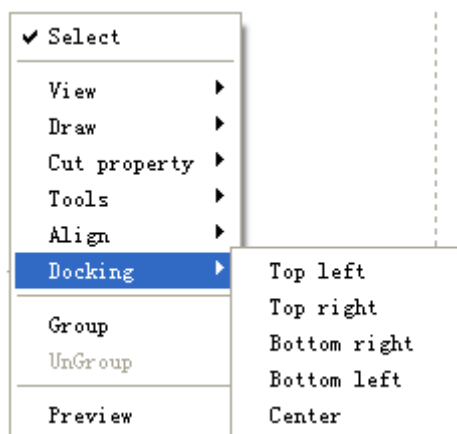 Select
View
Draw
Cut property
Tools
Align
Docking
Group
UnGroup
Preview
Top left
Top right
Bottom right
Bottom left
Center